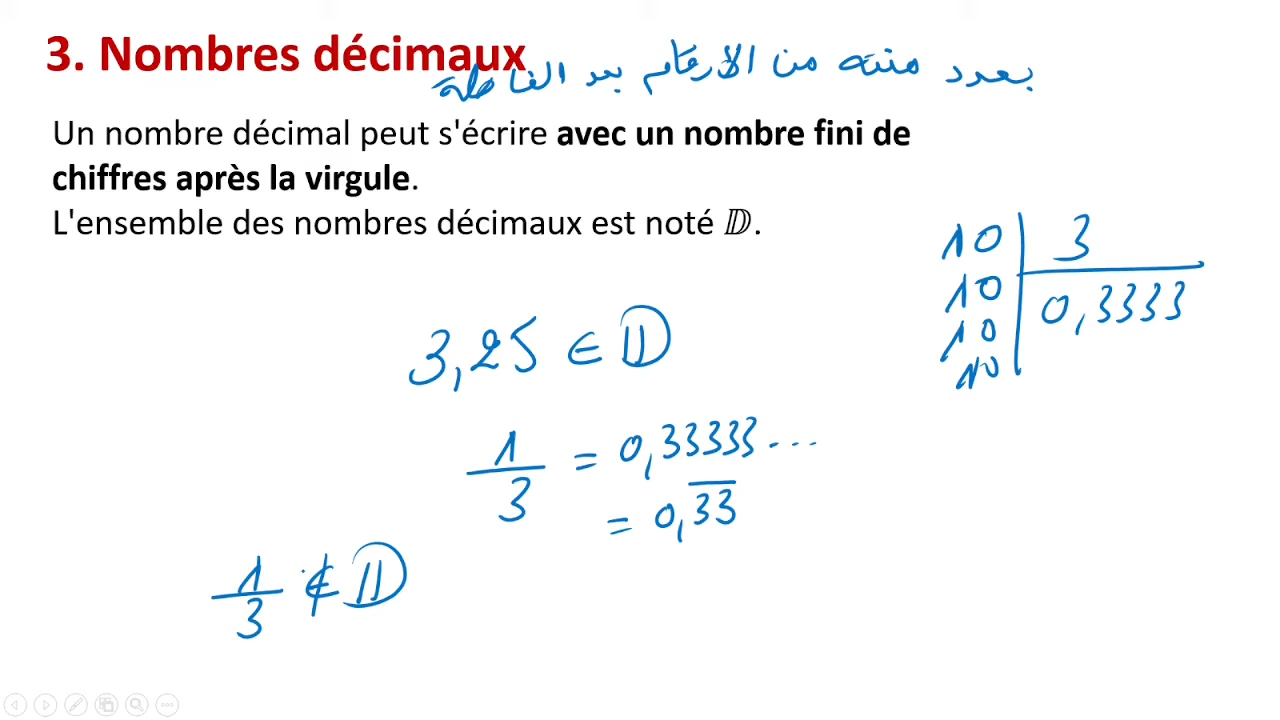 3. Nombres décimaux
بعدد منته من الأرقام بعد الفاصلة
Un nombre décimal peut s'écrire avec un nombre fini de
chiffres après la virgule.
L'ensemble des nombres décimaux est noté 𝔻.
10 | 3
10 | 0,3333
10
10
3,25 ∈ 𝔻
1/3 = 0,33333...
= 0,\overline{33}
1/3 ∉ 𝔻